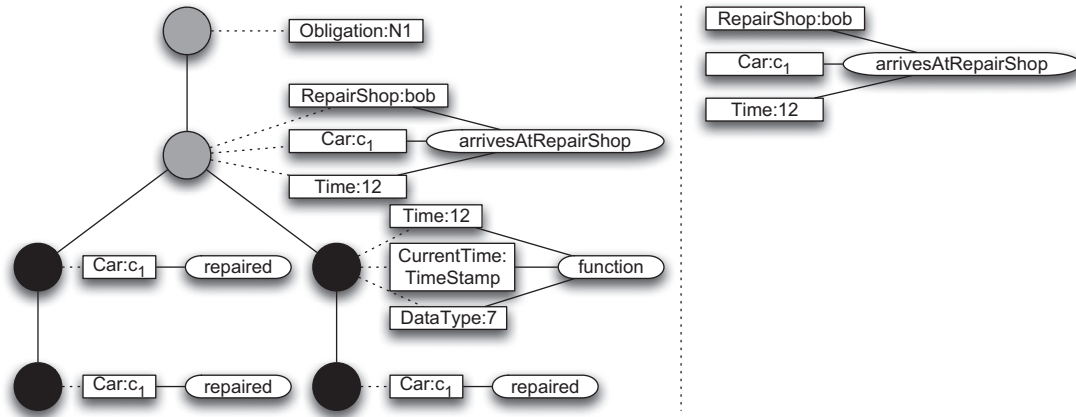 Obligation:N1
RepairShop:bob
Car:c₁
arrivesAtRepairShop
Time:12
Time:12
CurrentTime:
TimeStamp
function
DataType:7
Car:c₁
repaired
Car:c₁
repaired
Car:c₁
repaired
RepairShop:bob
Car:c₁
arrivesAtRepairShop
Time:12